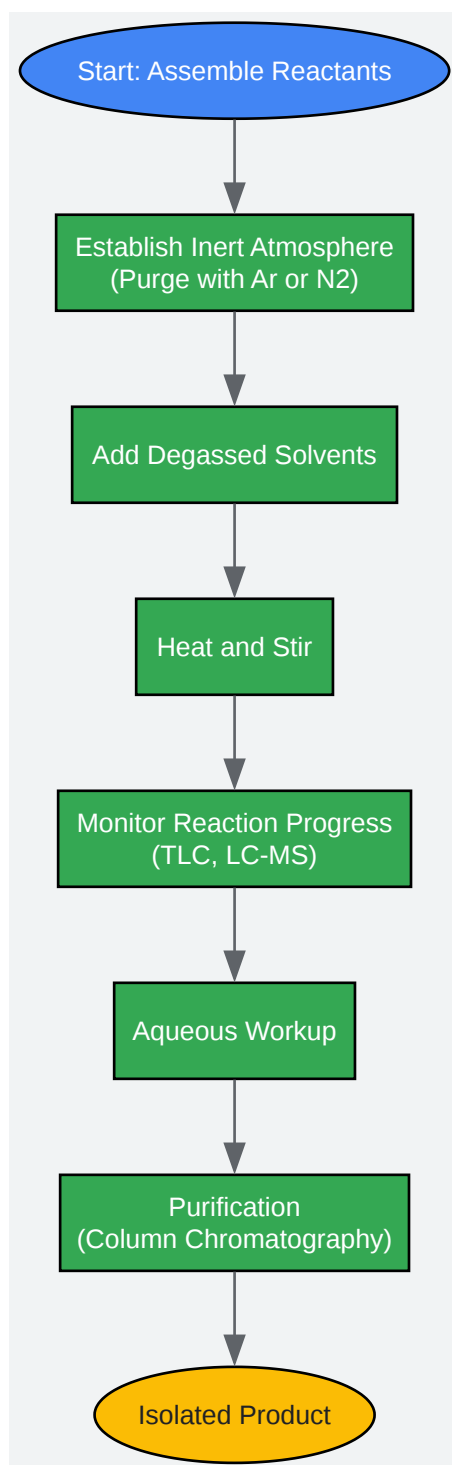 Start: Assemble Reactants
Establish Inert Atmosphere
(Purge with Ar or N2)
Add Degassed Solvents
Heat and Stir
Monitor Reaction Progress
(TLC, LC-MS)
Aqueous Workup
Purification
(Column Chromatography)
Isolated Product